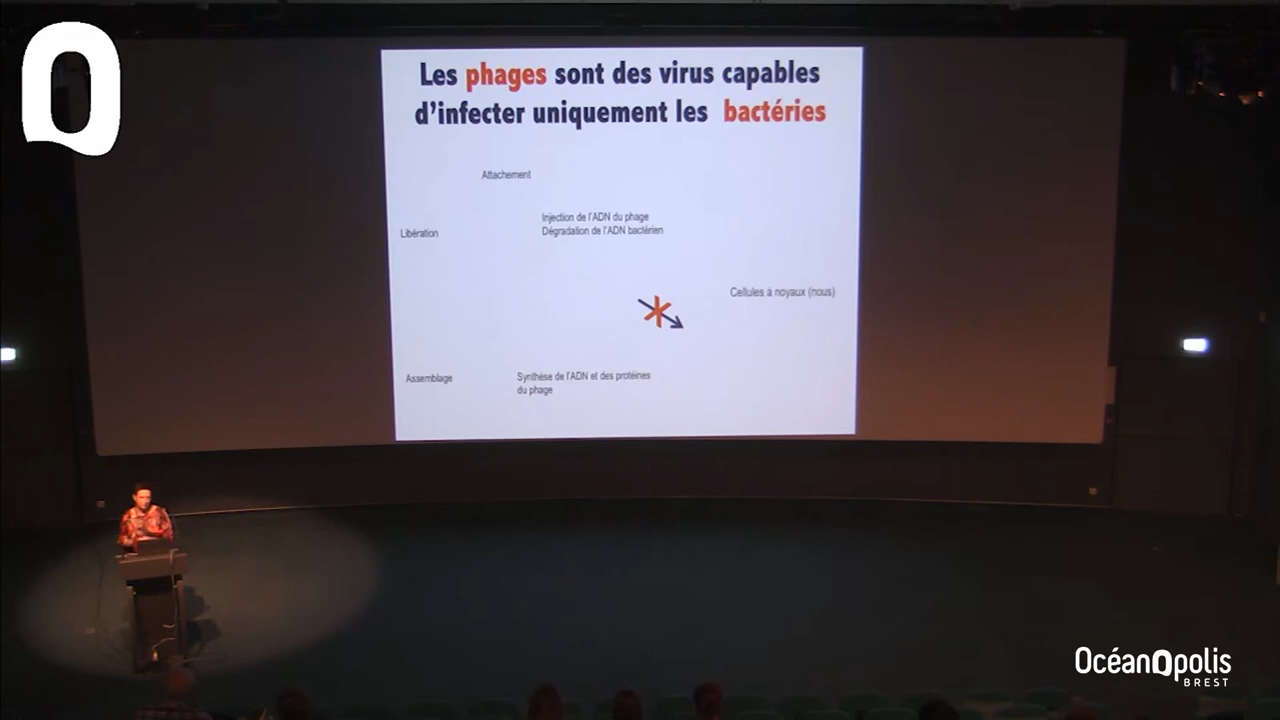 Les phages sont des virus capables
d'infecter uniquement les bactéries
Attachement
Injection de l'ADN du phage
Dégradation de l'ADN bactérien
Libération
Cellules à noyaux (nous)
Assemblage
Synthèse de l'ADN et des protéines
du phage
OcéanOpolis
BREST